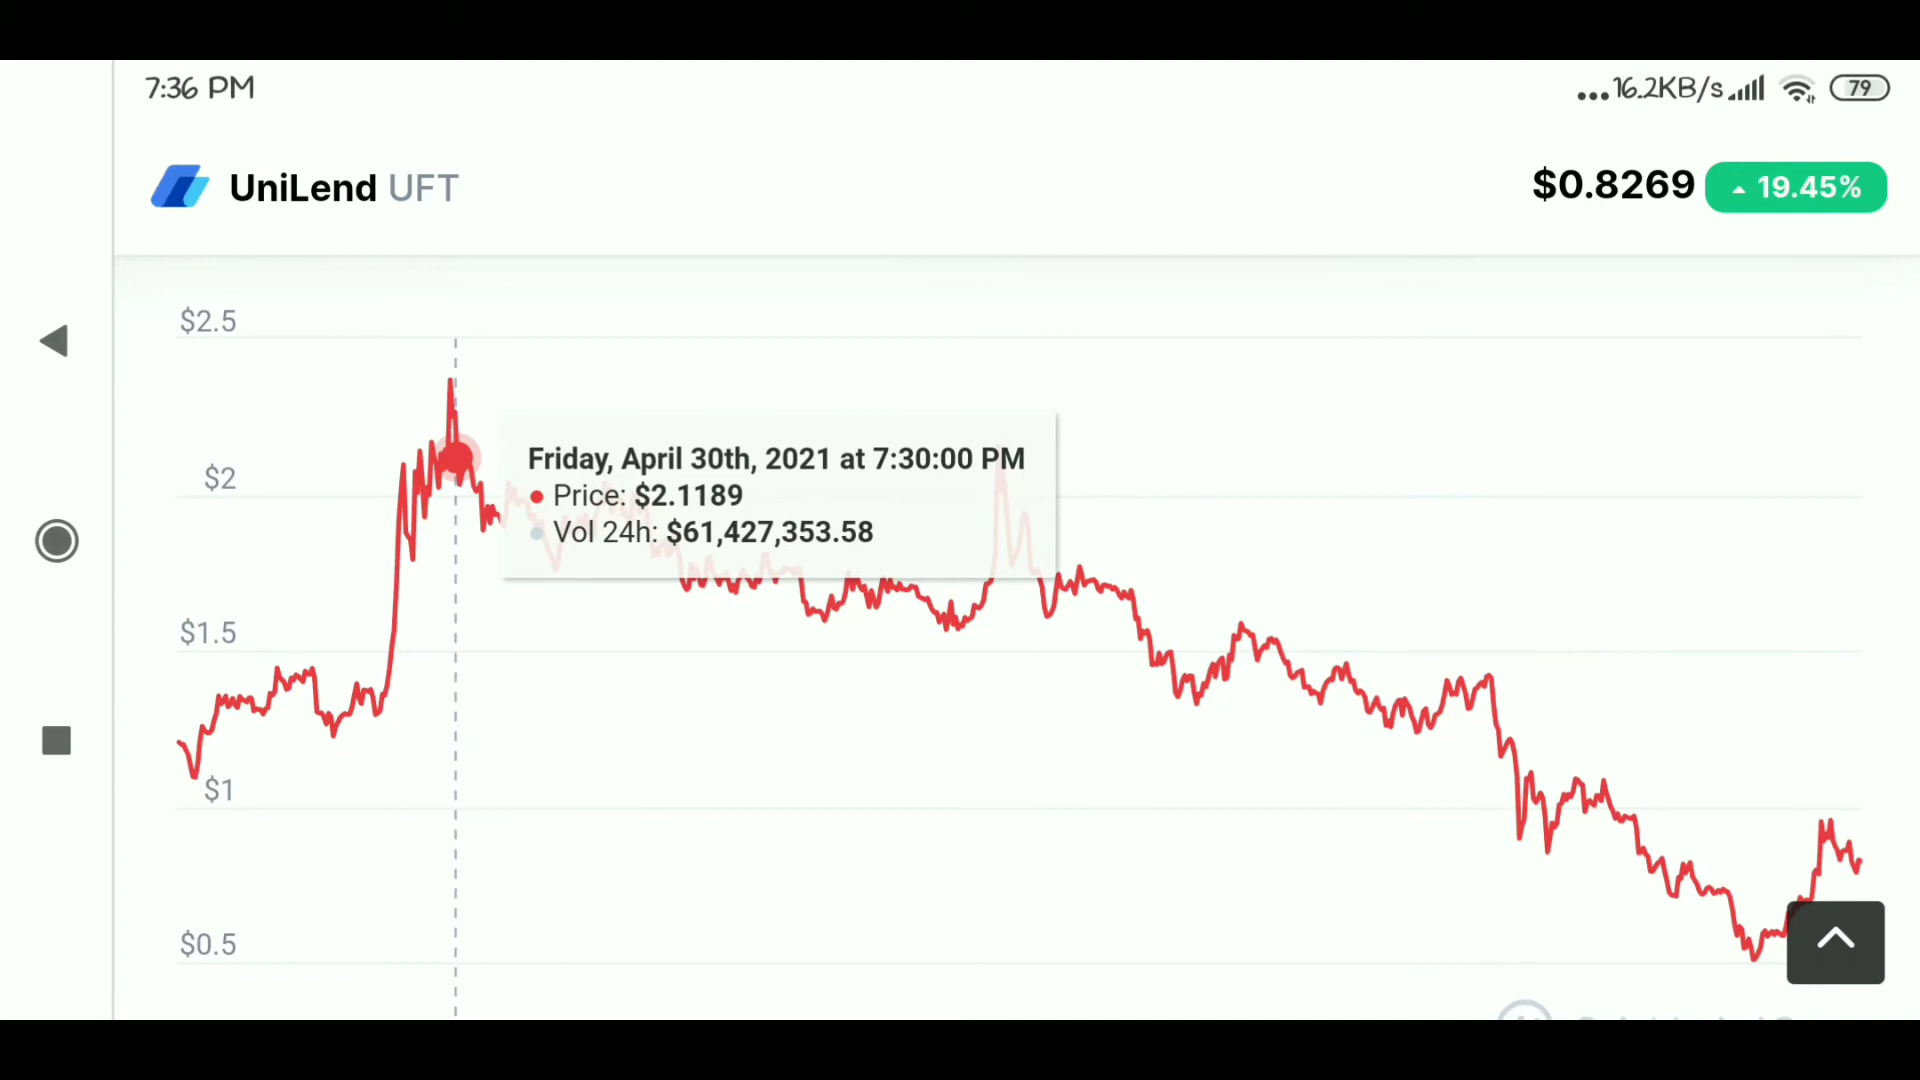 7:36 PM
...16.2KB/s
79
UniLend UFT
$0.8269
19.45%
$2.5
$2
$1.5
$1
$0.5
Friday, April 30th, 2021 at 7:30:00 PM
Price: $2.1189
Vol 24h: $61,427,353.58